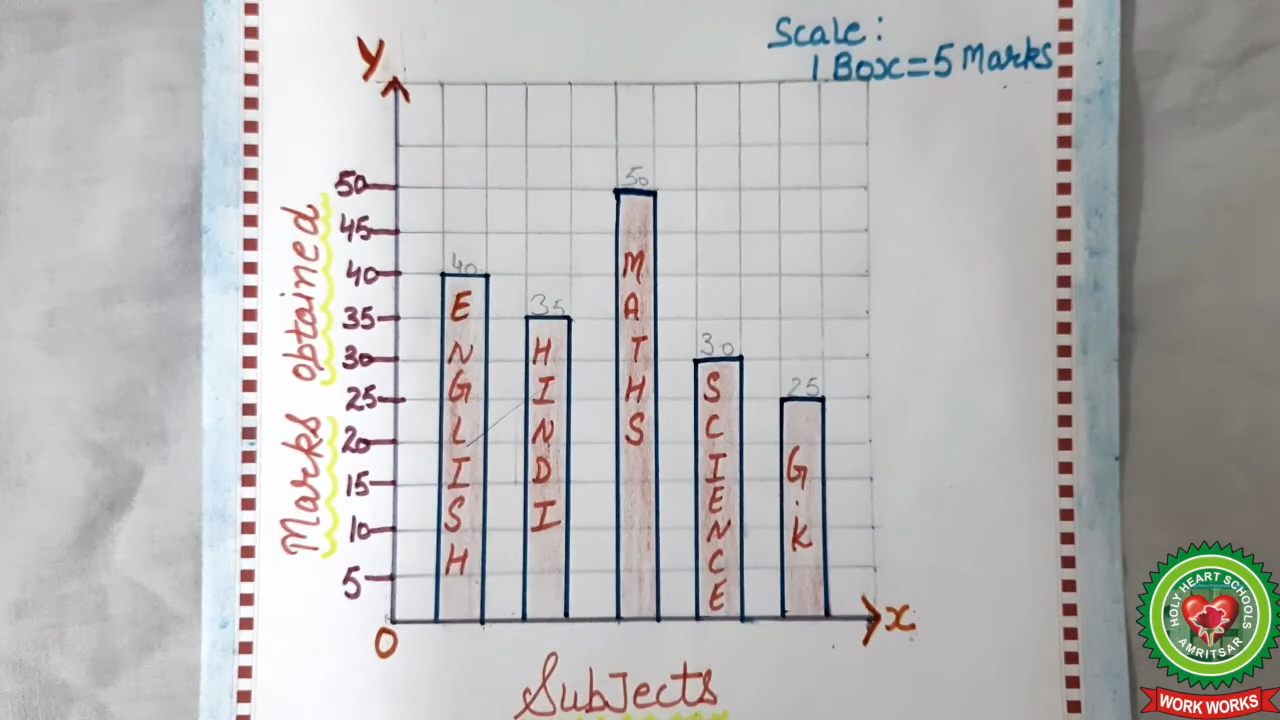 Scale:
1 Box=5 Marks
Y
50
45
40
35
30
25
20
15
10
5
0
Marks obtained
40
ENGLISH
35
HINDI
50
MATHS
30
SCIENCE
25
G.K
x
Subjects
HOLY HEART SCHOOLS
AMRITSAR
WORK WORKS